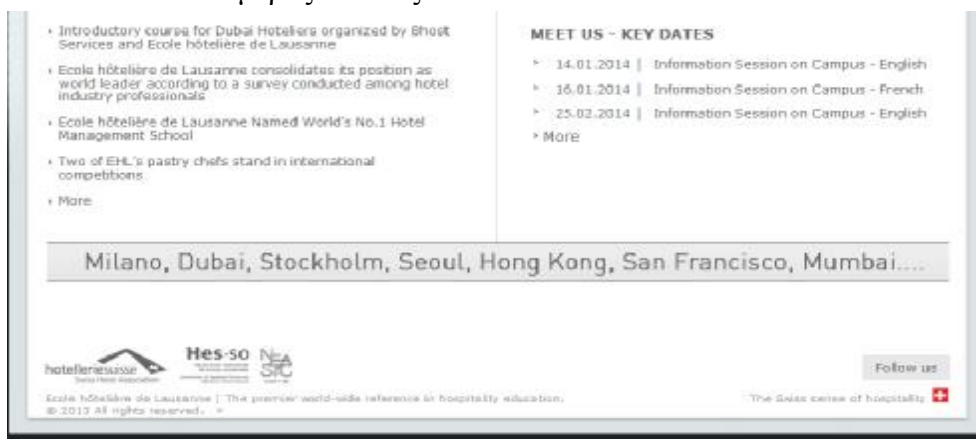 Introductory course for Dubai Hoteliers organized by Bhost
Services and Ecole hôtelière de Lausanne
Ecole hôtelière de Lausanne consolidates its position as
world leader according to a survey conducted among hotel
industry professionals
Ecole hôtelière de Lausanne Named World's No.1 Hotel
Management School
Two of EHL's pastry chefs stand in international
competitions
More
MEET US - KEY DATES
14.01.2014 | Information Session on Campus - English
16.01.2014 | Information Session on Campus - French
25.02.2014 | Information Session on Campus - English
More
Milano, Dubai, Stockholm, Seoul, Hong Kong, San Francisco, Mumbai....
hotelleriesuisse
Swiss Hotel Association
Hes·so
NEASC
Follow us
Ecole hôtelière de Lausanne | The premier world-wide reference in hospitality education.
© 2013 All rights reserved.
The Swiss sense of hospitality